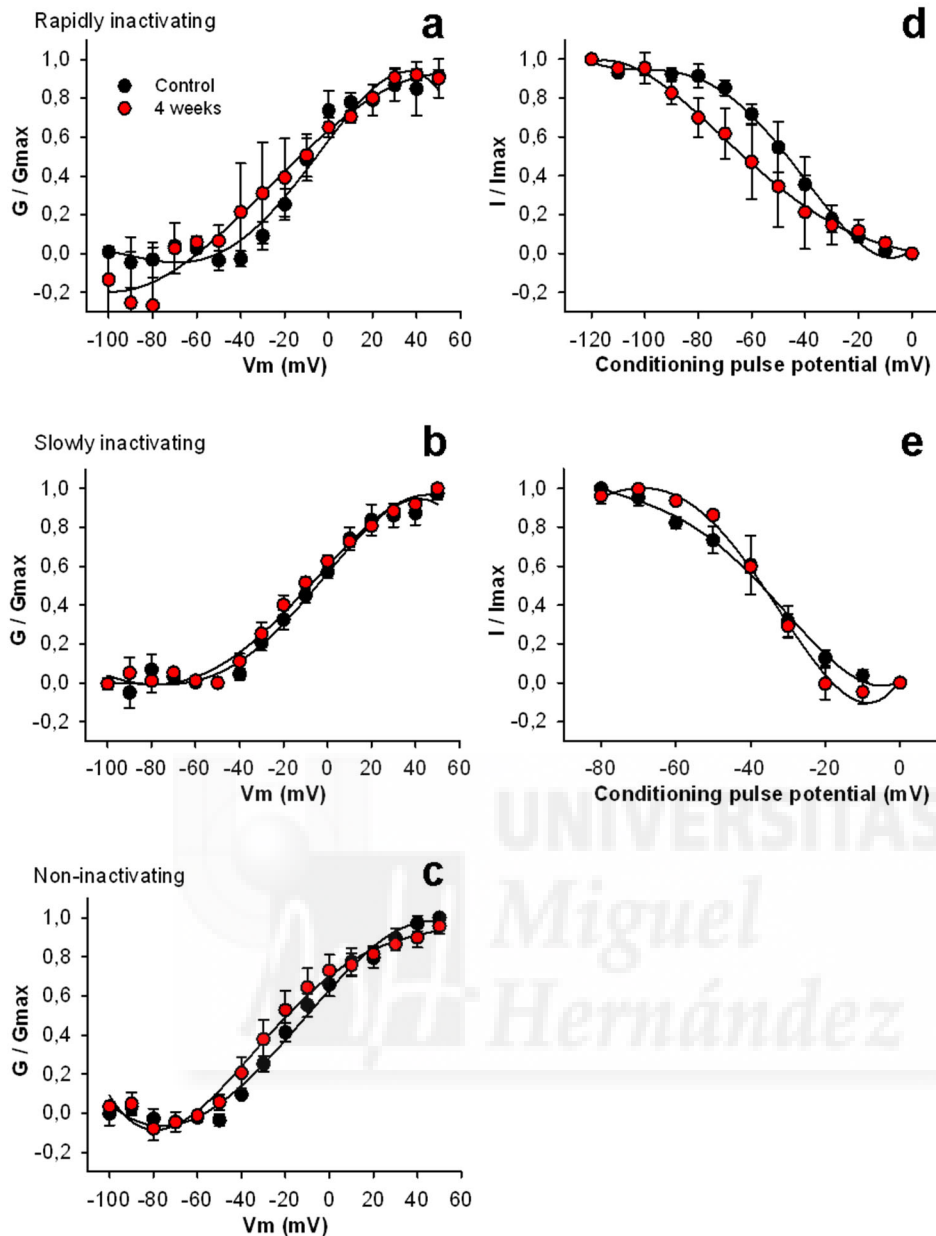 Rapidly inactivating
a
Control
4 weeks
G / Gmax
1,0
0,8
0,6
0,4
0,2
0,0
-0,2
-100 -80 -60 -40 -20 0 20 40 60
Vm (mV)
d
I / Imax
1,0
0,8
0,6
0,4
0,2
0,0
-0,2
-120 -100 -80 -60 -40 -20 0
Conditioning pulse potential (mV)
Slowly inactivating
b
G / Gmax
1,0
0,8
0,6
0,4
0,2
0,0
-0,2
-100 -80 -60 -40 -20 0 20 40 60
Vm (mV)
e
I / Imax
1,0
0,8
0,6
0,4
0,2
0,0
-0,2
-80 -60 -40 -20 0
Conditioning pulse potential (mV)
Non-inactivating
c
G / Gmax
1,0
0,8
0,6
0,4
0,2
0,0
-0,2
-100 -80 -60 -40 -20 0 20 40 60
Vm (mV)
UNIVERSITAS
Miguel
Hernández